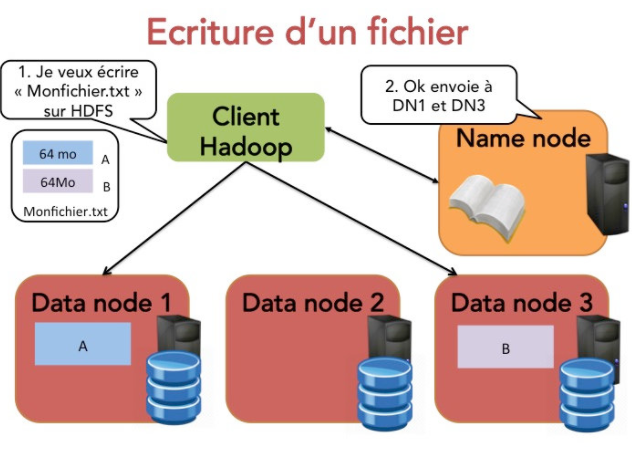 Ecriture d'un fichier
1. Je veux écrire
« Monfichier.txt »
sur HDFS
2. Ok envoie à
DN1 et DN3
Client
Hadoop
Name node
64 mo
A
64Mo
B
Monfichier.txt
Data node 1
A
Data node 2
Data node 3
B